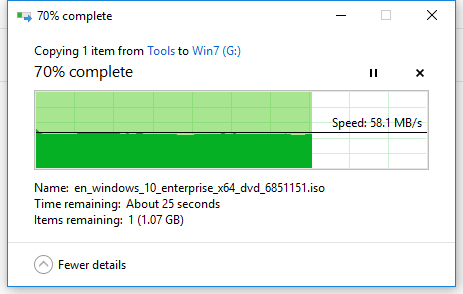 70% complete
Copying 1 item from Tools to Win7 (G:)
70% complete
Speed: 58.1 MB/s
Name: en_windows_10_enterprise_x64_dvd_6851151.iso
Time remaining: About 25 seconds
Items remaining: 1 (1.07 GB)
Fewer details